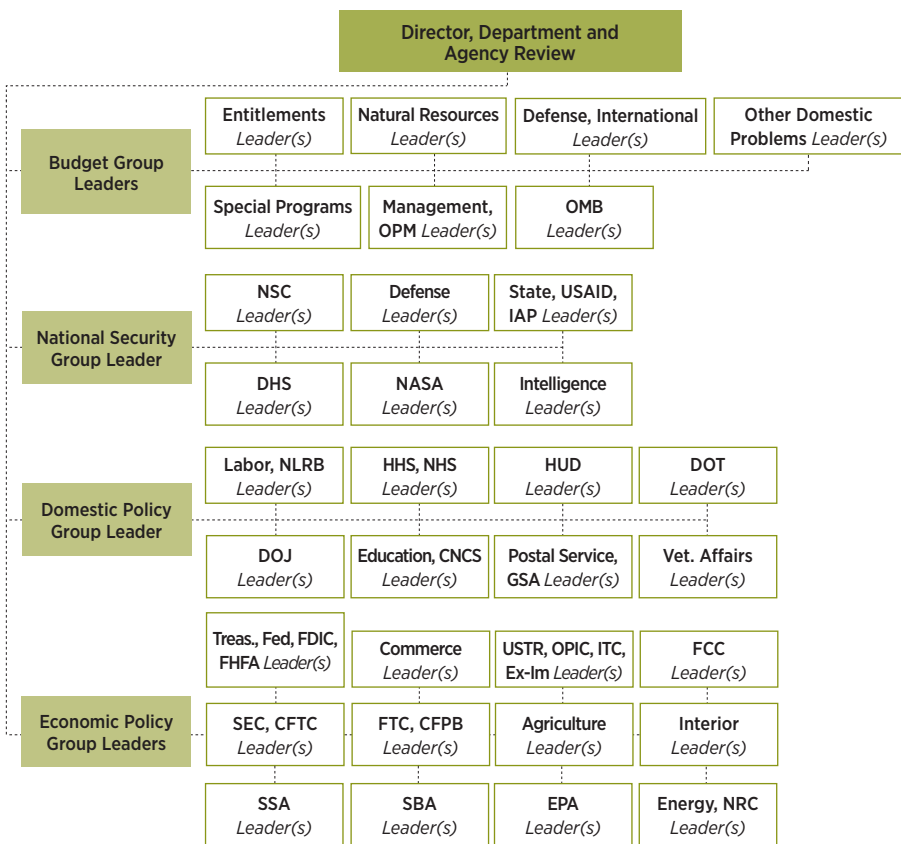 Director, Department and
Agency Review
Budget Group
Leaders
Entitlements
Leader(s)
Natural Resources
Leader(s)
Defense, International
Leader(s)
Other Domestic
Problems Leader(s)
Special Programs
Leader(s)
Management,
OPM Leader(s)
OMB
Leader(s)
National Security
Group Leader
NSC
Leader(s)
Defense
Leader(s)
State, USAID,
IAP Leader(s)
DHS
Leader(s)
NASA
Leader(s)
Intelligence
Leader(s)
Domestic Policy
Group Leader
Labor, NLRB
Leader(s)
HHS, NHS
Leader(s)
HUD
Leader(s)
DOT
Leader(s)
DOJ
Leader(s)
Education, CNCS
Leader(s)
Postal Service,
GSA Leader(s)
Vet. Affairs
Leader(s)
Economic Policy
Group Leaders
Treas., Fed, FDIC,
FHFA Leader(s)
Commerce
Leader(s)
USTR, OPIC, ITC,
Ex-Im Leader(s)
FCC
Leader(s)
SEC, CFTC
Leader(s)
FTC, CFPB
Leader(s)
Agriculture
Leader(s)
Interior
Leader(s)
SSA
Leader(s)
SBA
Leader(s)
EPA
Leader(s)
Energy, NRC
Leader(s)